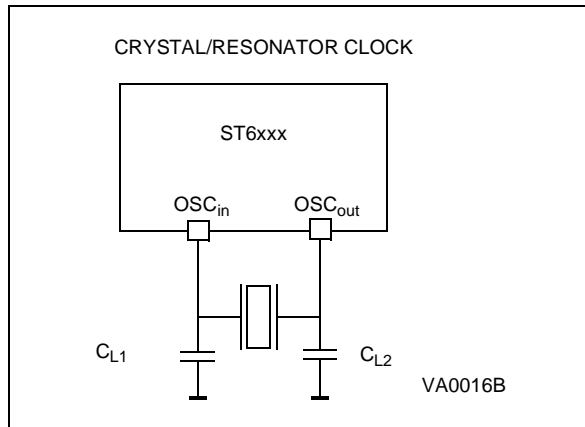 CRYSTAL/RESONATOR CLOCK
ST6xxx
OSCin OSCout
CL1 CL2
VA0016B